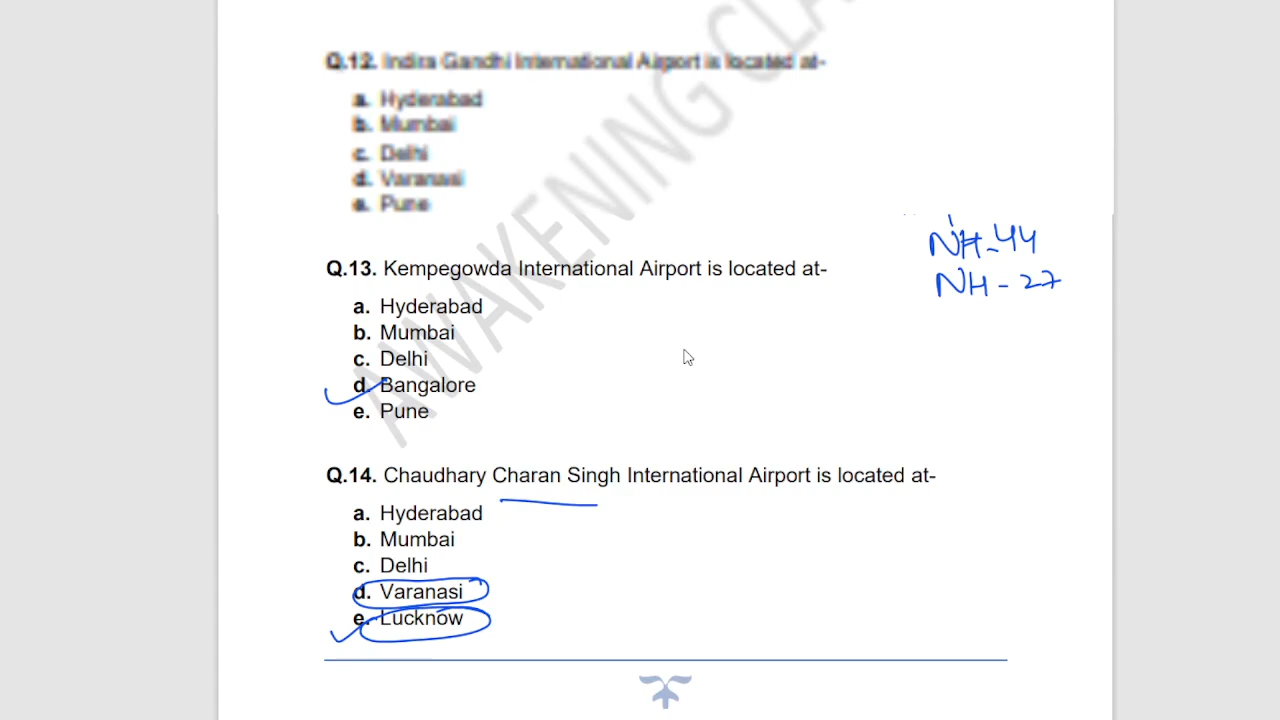 Q.12. Indira Gandhi International Airport is located at-
a. Hyderabad
b. Mumbai
c. Delhi
d. Varanasi
e. Pune
NH-44
NH-27
Q.13. Kempegowda International Airport is located at-
a. Hyderabad
b. Mumbai
c. Delhi
d. Bangalore
e. Pune
Q.14. Chaudhary Charan Singh International Airport is located at-
a. Hyderabad
b. Mumbai
c. Delhi
d. Varanasi
e. Lucknow
AWAKENING